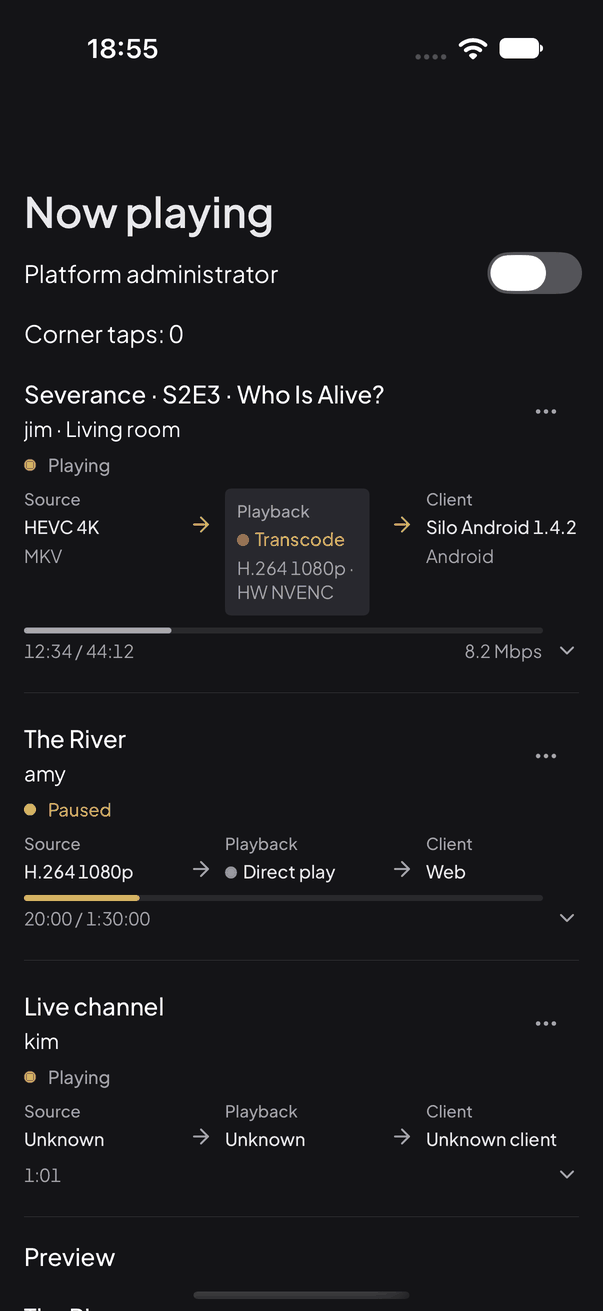 18:55
Now playing
Platform administrator
Corner taps: 0
Severance · S2E3 · Who Is Alive?
jim · Living room
Playing
Source
HEVC 4K
MKV
Playback
Transcode
H.264 1080p ·
HW NVENC
Client
Silo Android 1.4.2
Android
12:34 / 44:12
8.2 Mbps
The River
amy
Paused
Source
H.264 1080p
Playback
Direct play
Client
Web
20:00 / 1:30:00
Live channel
kim
Playing
Source
Unknown
Playback
Unknown
Client
Unknown client
1:01
Preview